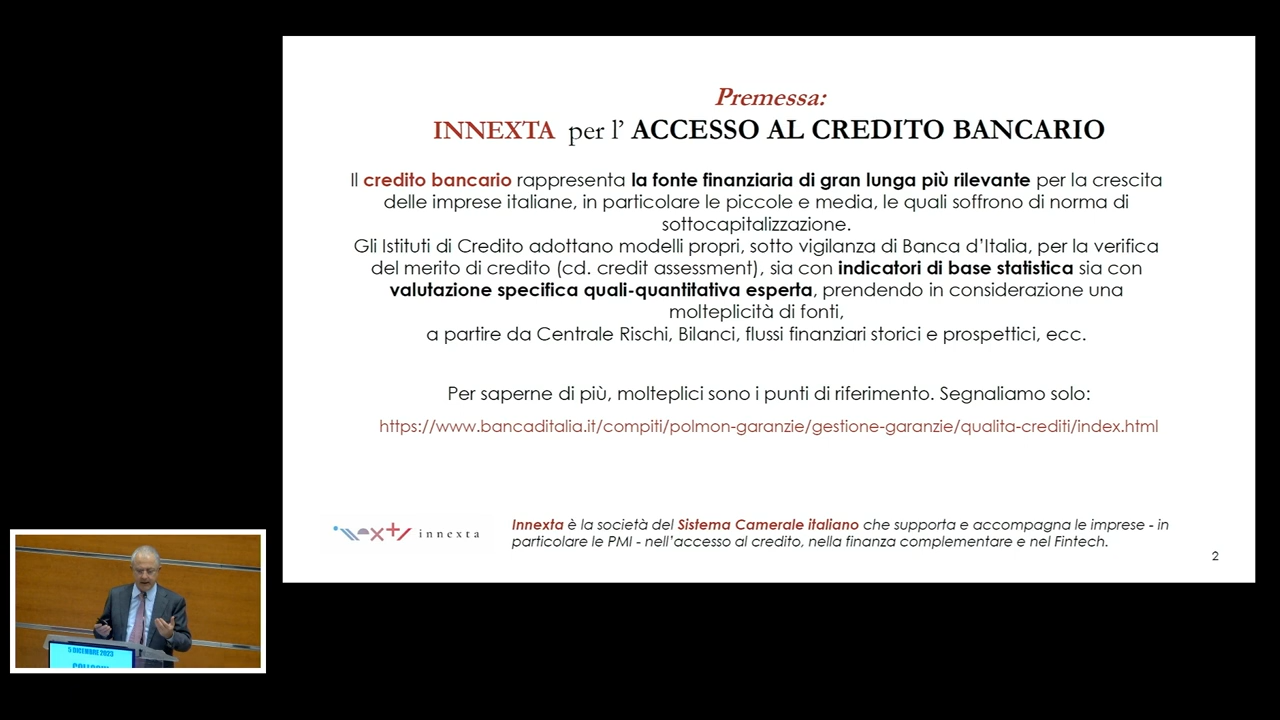 Premessa:
INNEXTA per l’ ACCESSO AL CREDITO BANCARIO
Il credito bancario rappresenta la fonte finanziaria di gran lunga più rilevante per la crescita
delle imprese italiane, in particolare le piccole e media, le quali soffrono di norma di
sottocapitalizzazione.
Gli Istituti di Credito adottano modelli propri, sotto vigilanza di Banca d’Italia, per la verifica
del merito di credito (cd. credit assessment), sia con indicatori di base statistica sia con
valutazione specifica quali-quantitativa esperta, prendendo in considerazione una
molteplicità di fonti,
a partire da Centrale Rischi, Bilanci, flussi finanziari storici e prospettici, ecc.
Per saperne di più, molteplici sono i punti di riferimento. Segnaliamo solo:
https://www.bancaditalia.it/compiti/polmon-garanzie/gestione-garanzie/qualita-crediti/index.html
innexta
Innexta è la società del Sistema Camerale italiano che supporta e accompagna le imprese - in
particolare le PMI - nell’accesso al credito, nella finanza complementare e nel Fintech.
2
5 DICEMBRE 2023